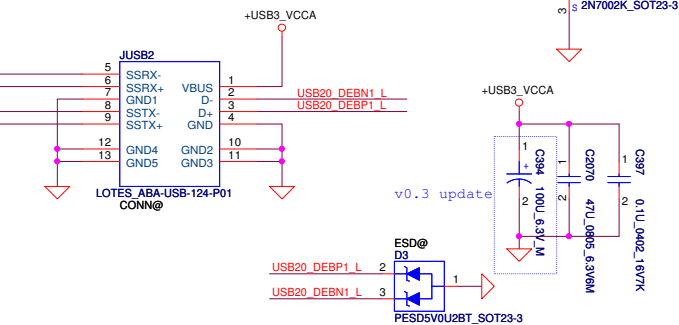 3
S
2N7002K_SOT23-3
+USB3_VCCA
JUSB2
5 SSRX-
6 SSRX+
7 GND1
8 SSTX-
9 SSTX+
12 GND4
13 GND5
VBUS 1
D- 2 USB20_DEBN1_L
D+ 3 USB20_DEBP1_L
GND 4
GND2 10
GND3 11
LOTES_ABA-USB-124-P01
CONN@
+USB3_VCCA
v0.3 update
1
+
2
C394
100U_6.3V_M
1
2
C2070
47U_0805_6.3V6M
1
2
C397
0.1U_0402_16V7K
ESD@
D3
USB20_DEBP1_L 2
USB20_DEBN1_L 3
1
PESD5V0U2BT_SOT23-3